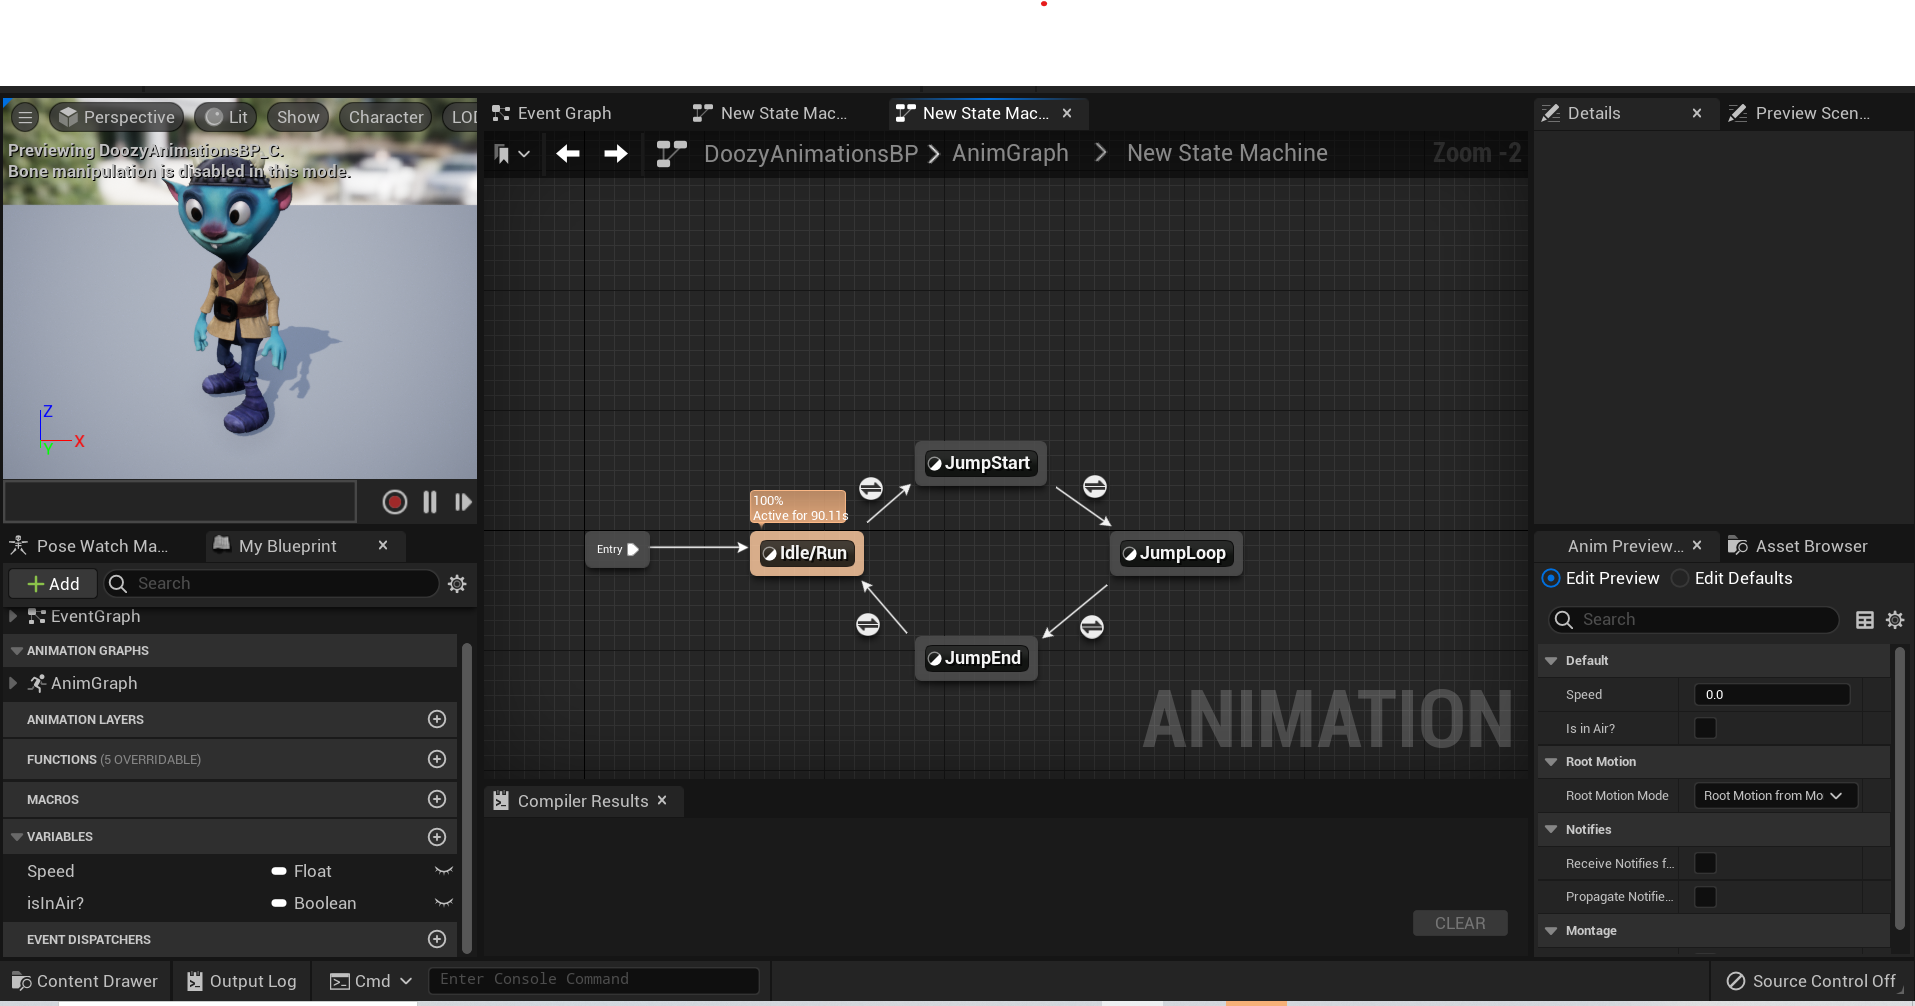 Perspective
Lit
Show
Character
LOD
Previewing DoozyAnimationsBP_C.
Bone manipulation is disabled in this mode.
Z
X
Y
Event Graph
New State Mac...
New State Mac...
DoozyAnimationsBP > AnimGraph > New State Machine
Zoom -2
100%
Active for 90.11s
Entry
Idle/Run
JumpStart
JumpLoop
JumpEnd
ANIMATION
Compiler Results
CLEAR
Pose Watch Ma...
My Blueprint
+ Add
Search
EventGraph
ANIMATION GRAPHS
AnimGraph
ANIMATION LAYERS
FUNCTIONS (5 OVERRIDABLE)
MACROS
VARIABLES
Speed Float
isInAir? Boolean
EVENT DISPATCHERS
Details
Preview Scen...
Anim Preview...
Asset Browser
Edit Preview
Edit Defaults
Search
Default
Speed 0.0
Is in Air?
Root Motion
Root Motion Mode Root Motion from Mo
Notifies
Receive Notifies f...
Propagate Notifie...
Montage
Content Drawer
Output Log
Cmd
Enter Console Command
Source Control Off